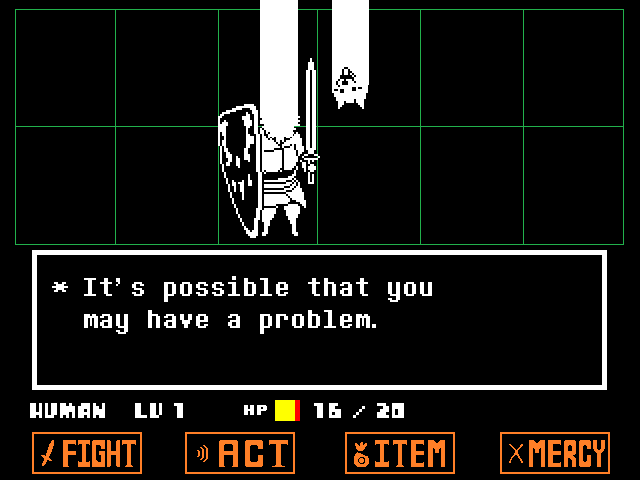 * It's possible that you
may have a problem.
HUMAN LV 1 HP 16 / 20
FIGHT ACT ITEM MERCY